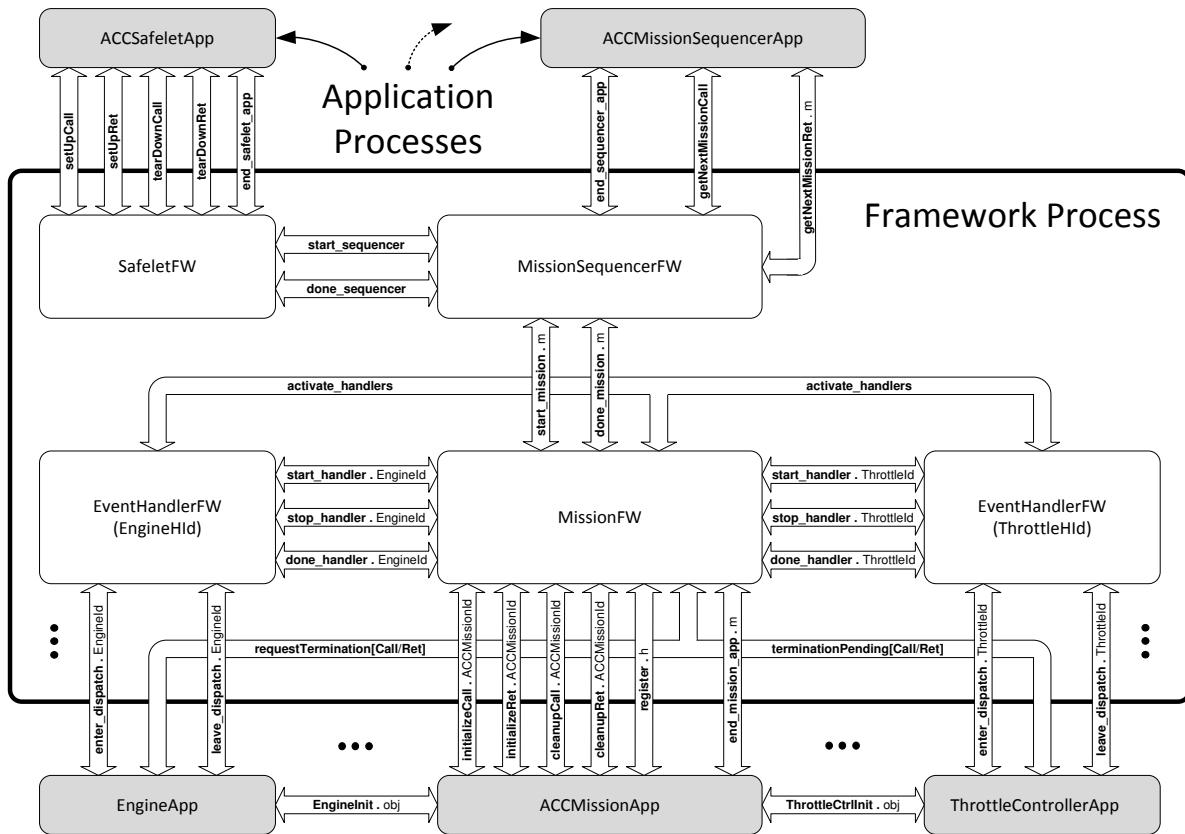 ACCSafeletApp
ACCMissionSequencerApp
Application
Processes
setUpCall
setUpRet
tearDownCall
tearDownRet
end_safelet_app
end_sequencer_app
getNextMissionCall
getNextMissionRet . m
Framework Process
SafeletFW
start_sequencer
done_sequencer
MissionSequencerFW
start_mission . m
done_mission . m
activate_handlers
activate_handlers
EventHandlerFW
(EngineHId)
start_handler . EngineId
stop_handler . EngineId
done_handler . EngineId
MissionFW
start_handler . ThrottleId
stop_handler . ThrottleId
done_handler . ThrottleId
EventHandlerFW
(ThrottleHId)
enter_dispatch . EngineId
leave_dispatch . EngineId
requestTermination[Call/Ret]
initializeCall . ACCMissionId
initializeRet . ACCMissionId
cleanupCall . ACCMissionId
cleanupRet . ACCMissionId
register . h
end_mission_app . m
terminationPending[Call/Ret]
enter_dispatch . ThrottleId
leave_dispatch . ThrottleId
EngineApp
EngineInit . obj
ACCMissionApp
ThrottleCtrlInit . obj
ThrottleControllerApp